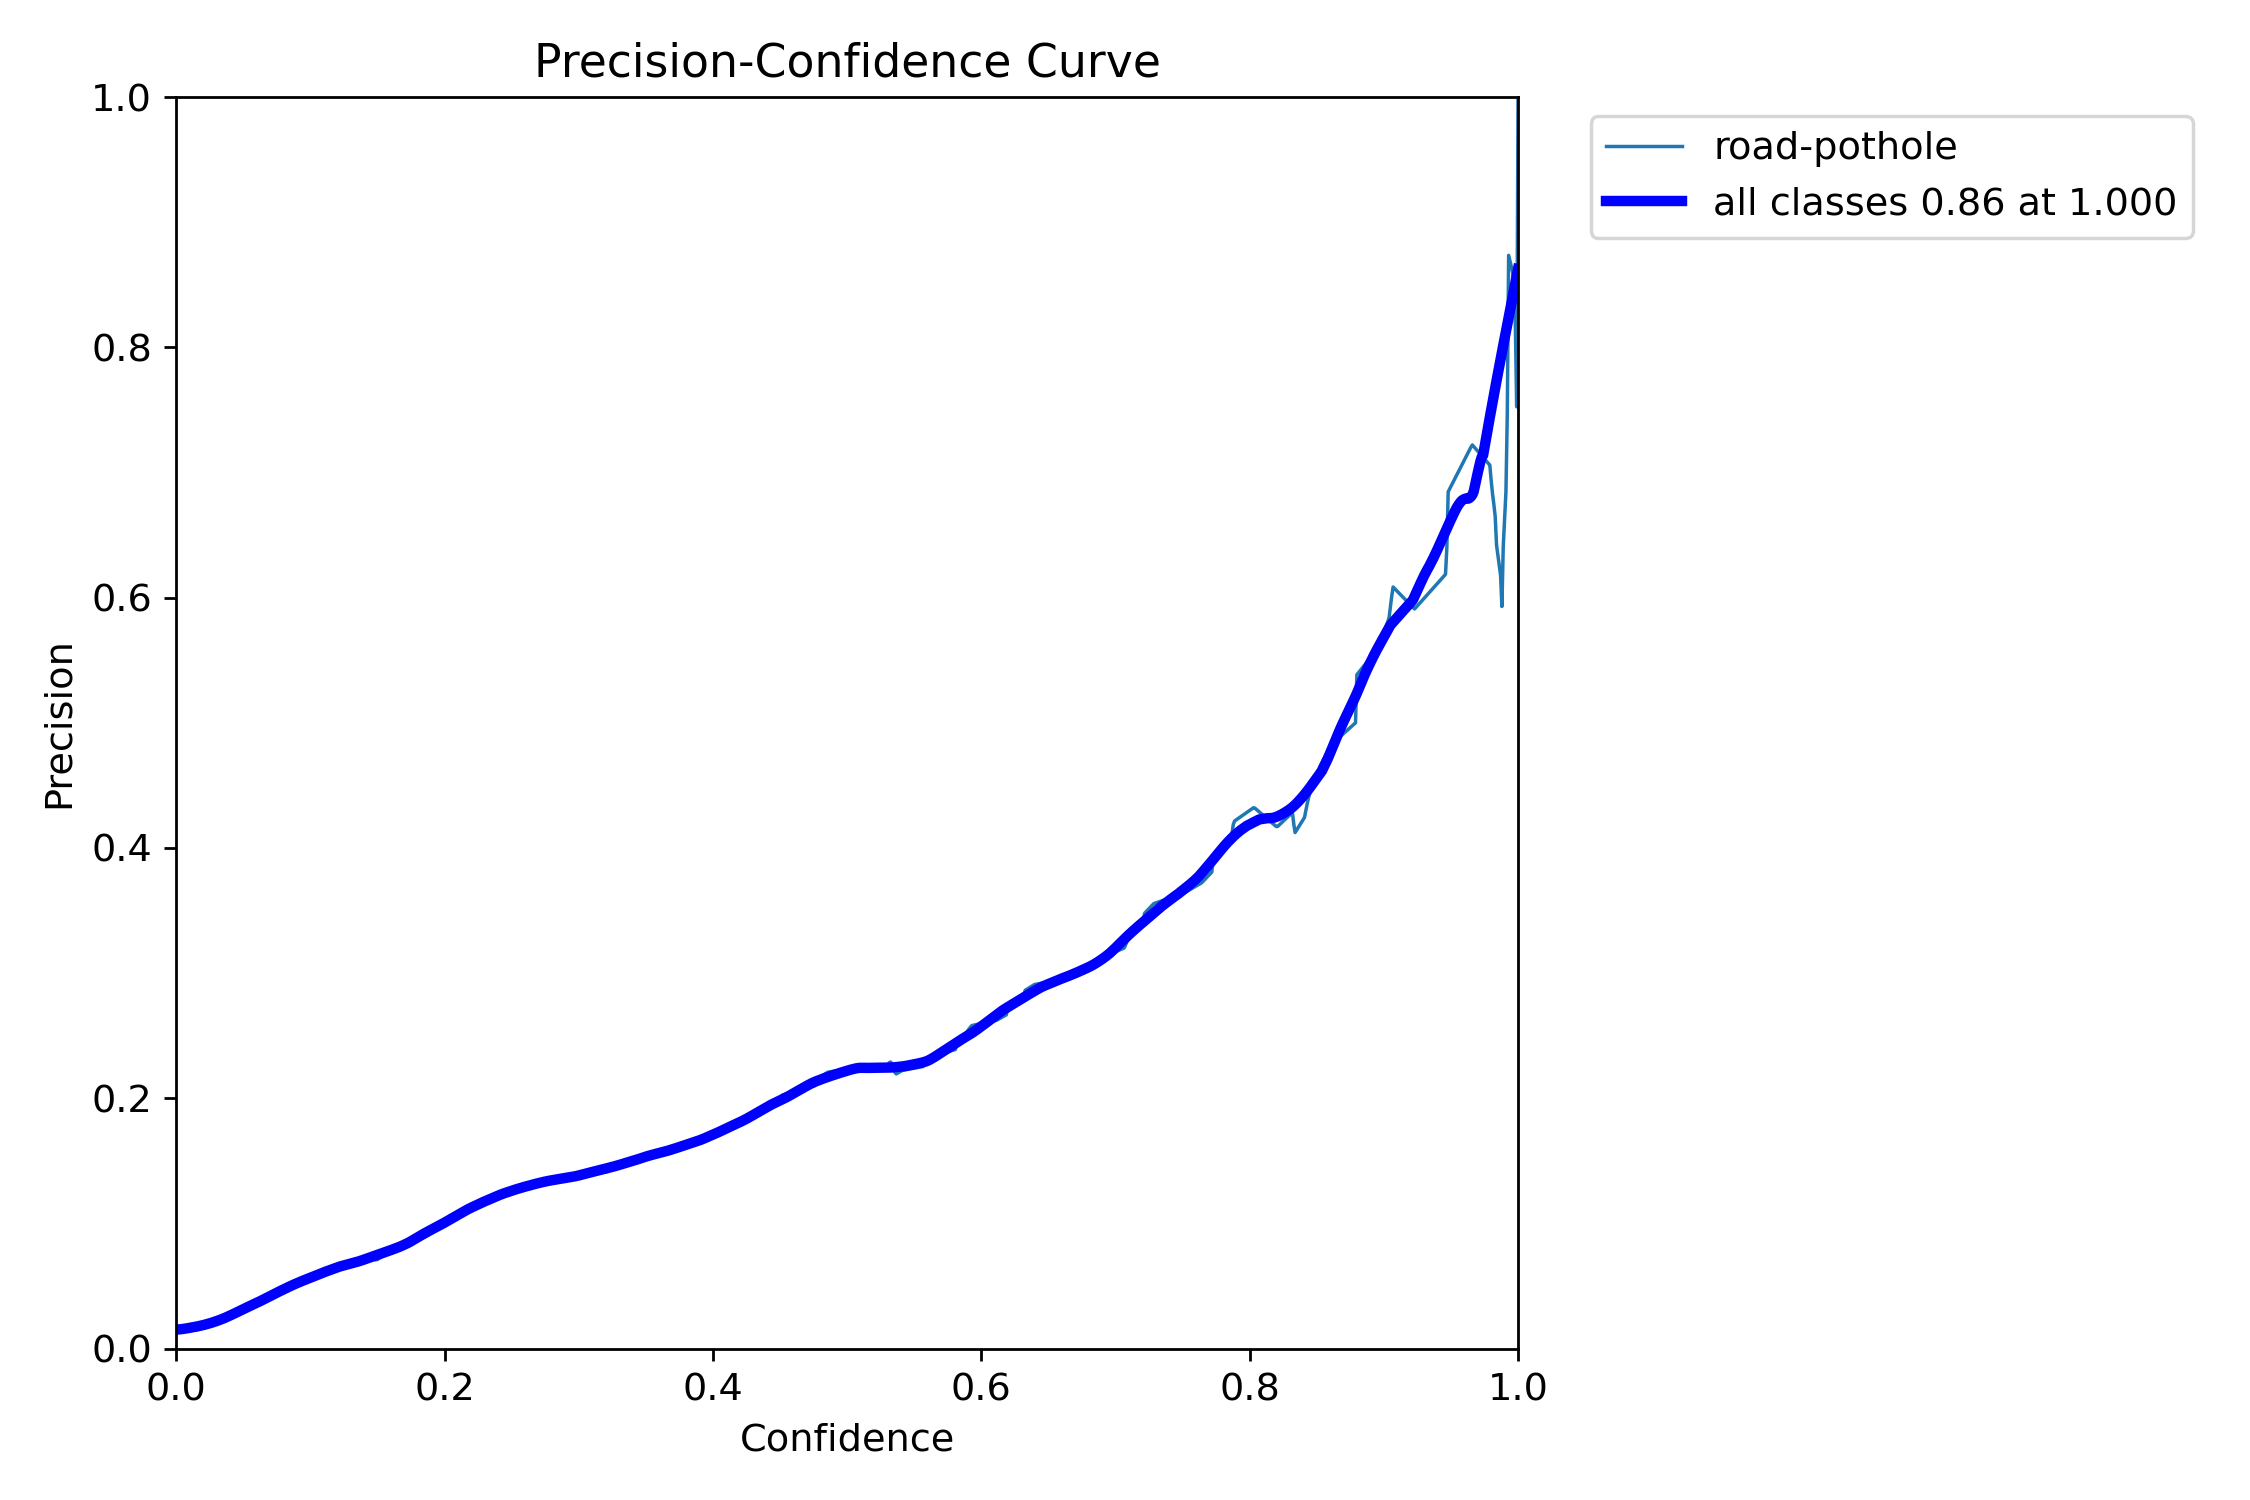 Precision-Confidence Curve
road-pothole
all classes 0.86 at 1.000
Precision
1.0
0.8
0.6
0.4
0.2
0.0
0.0 0.2 0.4 0.6 0.8 1.0
Confidence